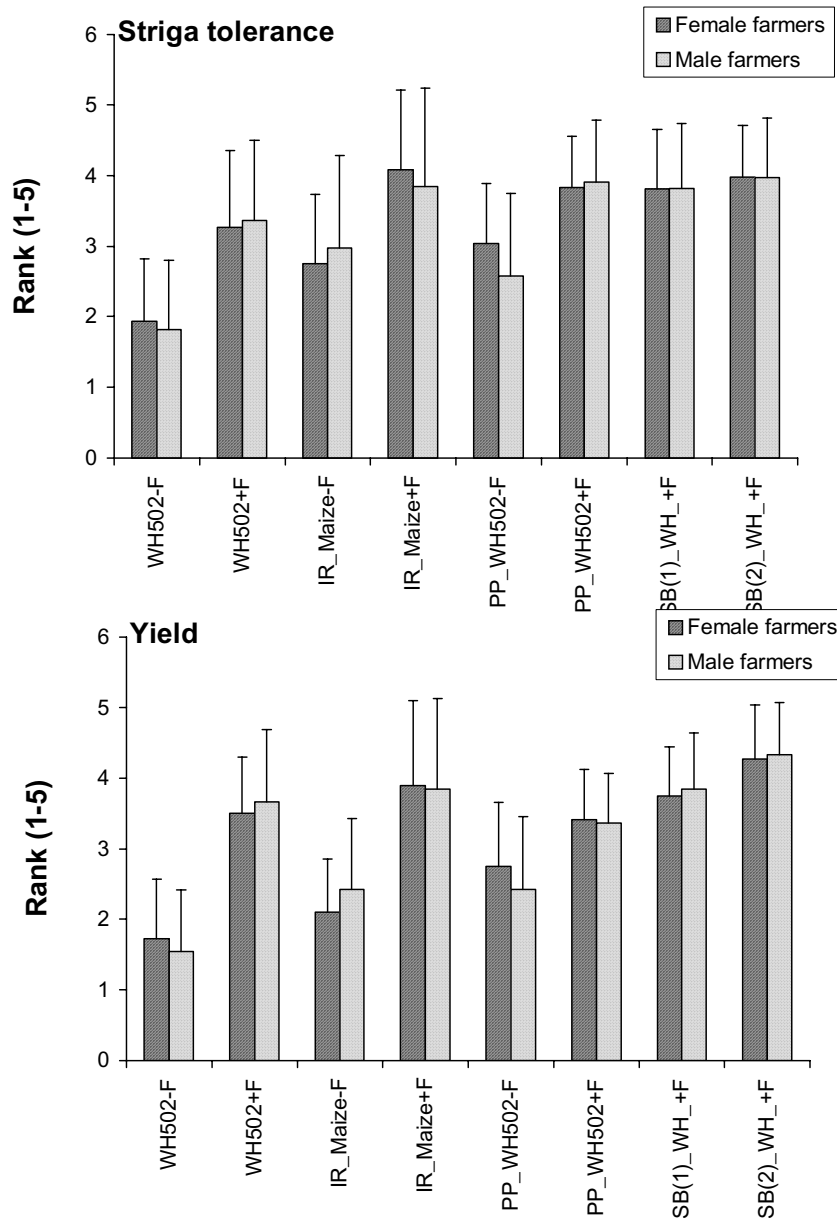 Striga tolerance
Female farmers
Male farmers
Rank (1-5)
6
5
4
3
2
1
0
WH502-F
WH502+F
IR_Maize-F
IR_Maize+F
PP_WH502-F
PP_WH502+F
SB(1)_WH_+F
SB(2)_WH_+F
Yield
Female farmers
Male farmers
Rank (1-5)
6
5
4
3
2
1
0
WH502-F
WH502+F
IR_Maize-F
IR_Maize+F
PP_WH502-F
PP_WH502+F
SB(1)_WH_+F
SB(2)_WH_+F